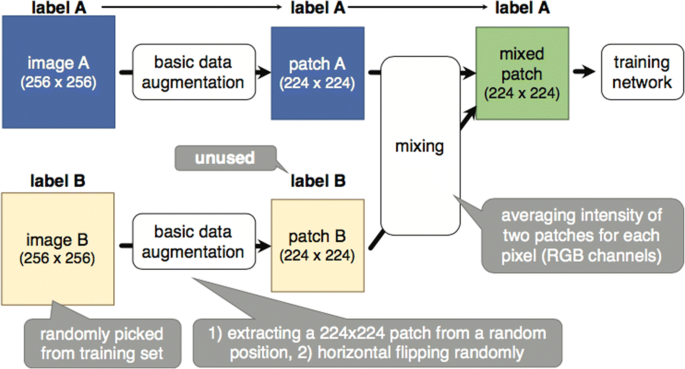 label A
label A
label A
image A
(256 x 256)
basic data
augmentation
patch A
(224 x 224)
mixed
patch
(224 x 224)
training
network
mixing
unused
label B
label B
image B
(256 x 256)
basic data
augmentation
patch B
(224 x 224)
averaging intensity of
two patches for each
pixel (RGB channels)
randomly picked
from training set
1) extracting a 224x224 patch from a random
position, 2) horizontal flipping randomly